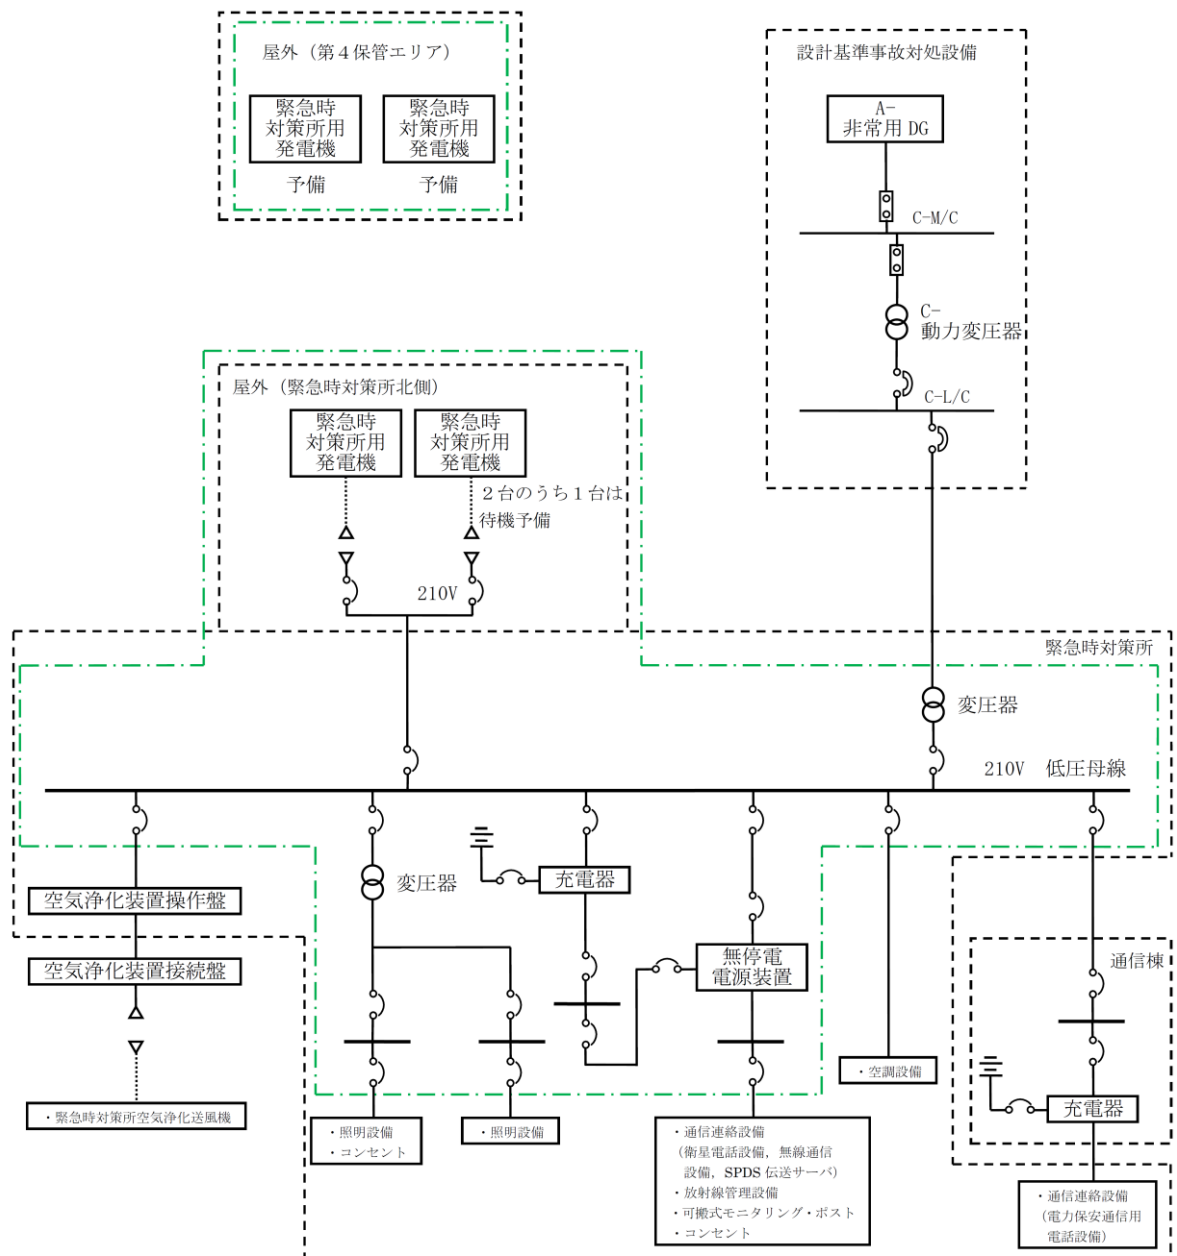 屋外（第４保管エリア）
緊急時
対策所用
発電機
予備
緊急時
対策所用
発電機
予備
設計基準事故対処設備
A-
非常用 DG
C-M/C
C-
動力変圧器
C-L/C
屋外（緊急時対策所北側）
緊急時
対策所用
発電機
緊急時
対策所用
発電機
２台のうち１台は
待機予備
210V
緊急時対策所
変圧器
210V 低圧母線
空気浄化装置操作盤
空気浄化装置接続盤
・緊急時対策所空気浄化送風機
変圧器
・照明設備
・コンセント
・照明設備
充電器
無停電
電源装置
・通信連絡設備
（衛星電話設備，無線通信
設備，SPDS 伝送サーバ）
・放射線管理設備
・可搬式モニタリング・ポスト
・コンセント
・空調設備
通信棟
充電器
・通信連絡設備
（電力保安通信用
電話設備）